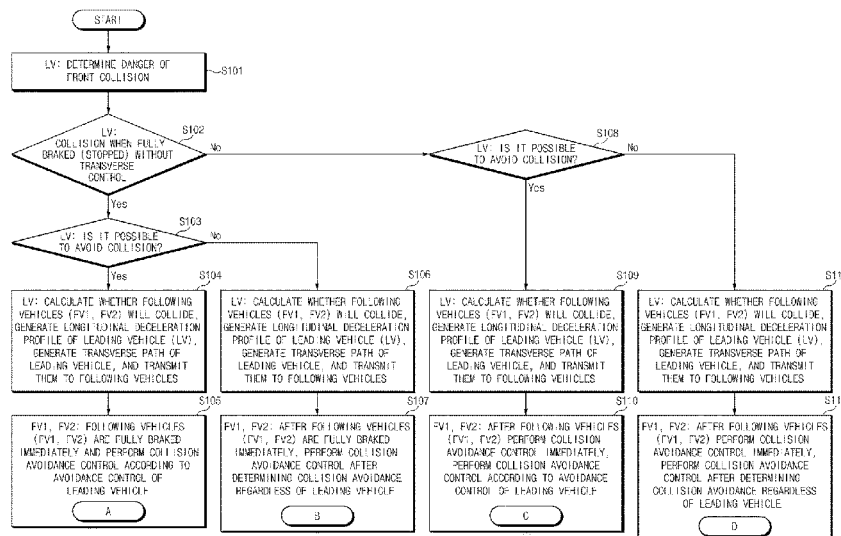 START
LV: DETERMINE DANGER OF
FRONT COLLISION
S101
LV:
COLLISION WHEN FULLY
BRAKED (STOPPED) WITHOUT
TRANSVERSE
CONTROL
S102
No
Yes
LV: IS IT POSSIBLE
TO AVOID COLLISION?
S108
No
Yes
LV: IS IT POSSIBLE
TO AVOID COLLISION?
S103
No
Yes
S104
LV: CALCULATE WHETHER FOLLOWING
VEHICLES (FV1, FV2) WILL COLLIDE,
GENERATE LONGITUDINAL DECELERATION
PROFILE OF LEADING VEHICLE (LV),
GENERATE TRANSVERSE PATH OF
LEADING VEHICLE, AND TRANSMIT
THEM TO FOLLOWING VEHICLES
S106
LV: CALCULATE WHETHER FOLLOWING
VEHICLES (FV1, FV2) WILL COLLIDE,
GENERATE LONGITUDINAL DECELERATION
PROFILE OF LEADING VEHICLE (LV),
GENERATE TRANSVERSE PATH OF
LEADING VEHICLE, AND TRANSMIT
THEM TO FOLLOWING VEHICLES
S109
LV: CALCULATE WHETHER FOLLOWING
VEHICLES (FV1, FV2) WILL COLLIDE,
GENERATE LONGITUDINAL DECELERATION
PROFILE OF LEADING VEHICLE (LV),
GENERATE TRANSVERSE PATH OF
LEADING VEHICLE, AND TRANSMIT
THEM TO FOLLOWING VEHICLES
S11
LV: CALCULATE WHETHER FOLLOWING
VEHICLES (FV1, FV2) WILL COLLIDE,
GENERATE LONGITUDINAL DECELERATION
PROFILE OF LEADING VEHICLE (LV),
GENERATE TRANSVERSE PATH OF
LEADING VEHICLE, AND TRANSMIT
THEM TO FOLLOWING VEHICLES
S105
FV1, FV2: FOLLOWING VEHICLES
(FV1, FV2) ARE FULLY BRAKED
IMMEDIATELY AND PERFORM COLLISION
AVOIDANCE CONTROL ACCORDING TO
AVOIDANCE CONTROL OF
LEADING VEHICLE
A
S107
FV1, FV2: AFTER FOLLOWING VEHICLES
(FV1, FV2) ARE FULLY BRAKED
IMMEDIATELY, PERFORM COLLISION
AVOIDANCE CONTROL AFTER
DETERMINING COLLISION AVOIDANCE
REGARDLESS OF LEADING VEHICLE
B
S110
FV1, FV2: AFTER FOLLOWING VEHICLES
(FV1, FV2) PERFORM COLLISION
AVOIDANCE CONTROL IMMEDIATELY,
PERFORM COLLISION AVOIDANCE
CONTROL ACCORDING TO AVOIDANCE
CONTROL OF LEADING VEHICLE
C
S11
FV1, FV2: AFTER FOLLOWING VEHICLES
(FV1, FV2) PERFORM COLLISION
AVOIDANCE CONTROL IMMEDIATELY,
PERFORM COLLISION AVOIDANCE
CONTROL AFTER DETERMINING
COLLISION AVOIDANCE REGARDLESS
OF LEADING VEHICLE
D